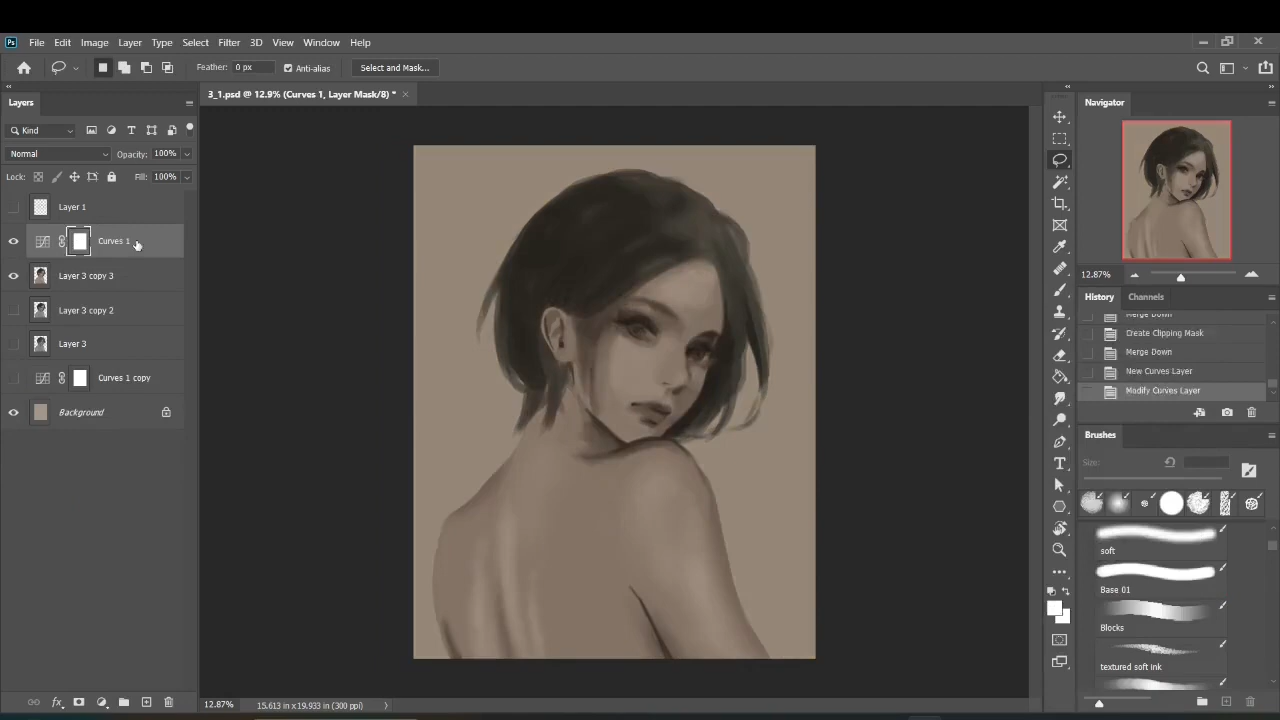 Ps File Edit Image Layer Type Select Filter 3D View Window Help
Feather: 0 px Anti-alias Select and Mask...
Layers
3_1.psd @ 12.9% (Curves 1, Layer Mask/8) *
Kind
Normal Opacity: 100%
Lock: Fill: 100%
Layer 1
Curves 1
Layer 3 copy 3
Layer 3 copy 2
Layer 3
Curves 1 copy
Background
12.87% 15.613 in x 19.933 in (300 ppi)
Navigator
12.87%
History Channels
Merge Down
Create Clipping Mask
Merge Down
New Curves Layer
Modify Curves Layer
Brushes
Size:
soft
Base 01
Blocks
textured soft ink